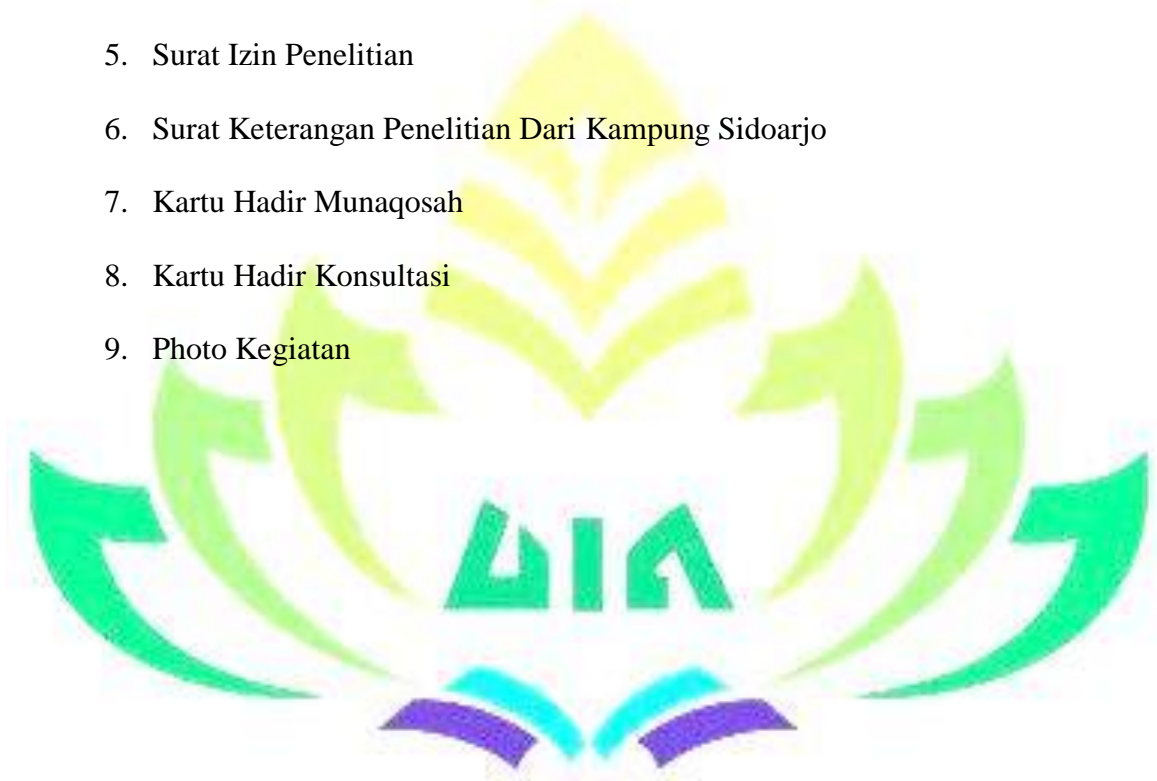 5. Surat Izin Penelitian
6. Surat Keterangan Penelitian Dari Kampung Sidoarjo
7. Kartu Hadir Munaqosah
8. Kartu Hadir Konsultasi
9. Photo Kegiatan
UIN